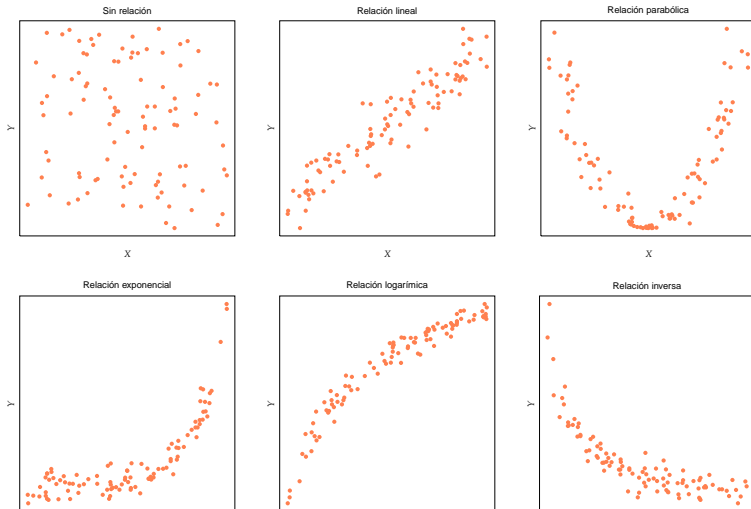 Sin relación
Relación lineal
Relación parabólica
Y
Y
Y
X
X
X
Relación exponencial
Relación logarímica
Relación inversa
Y
Y
Y